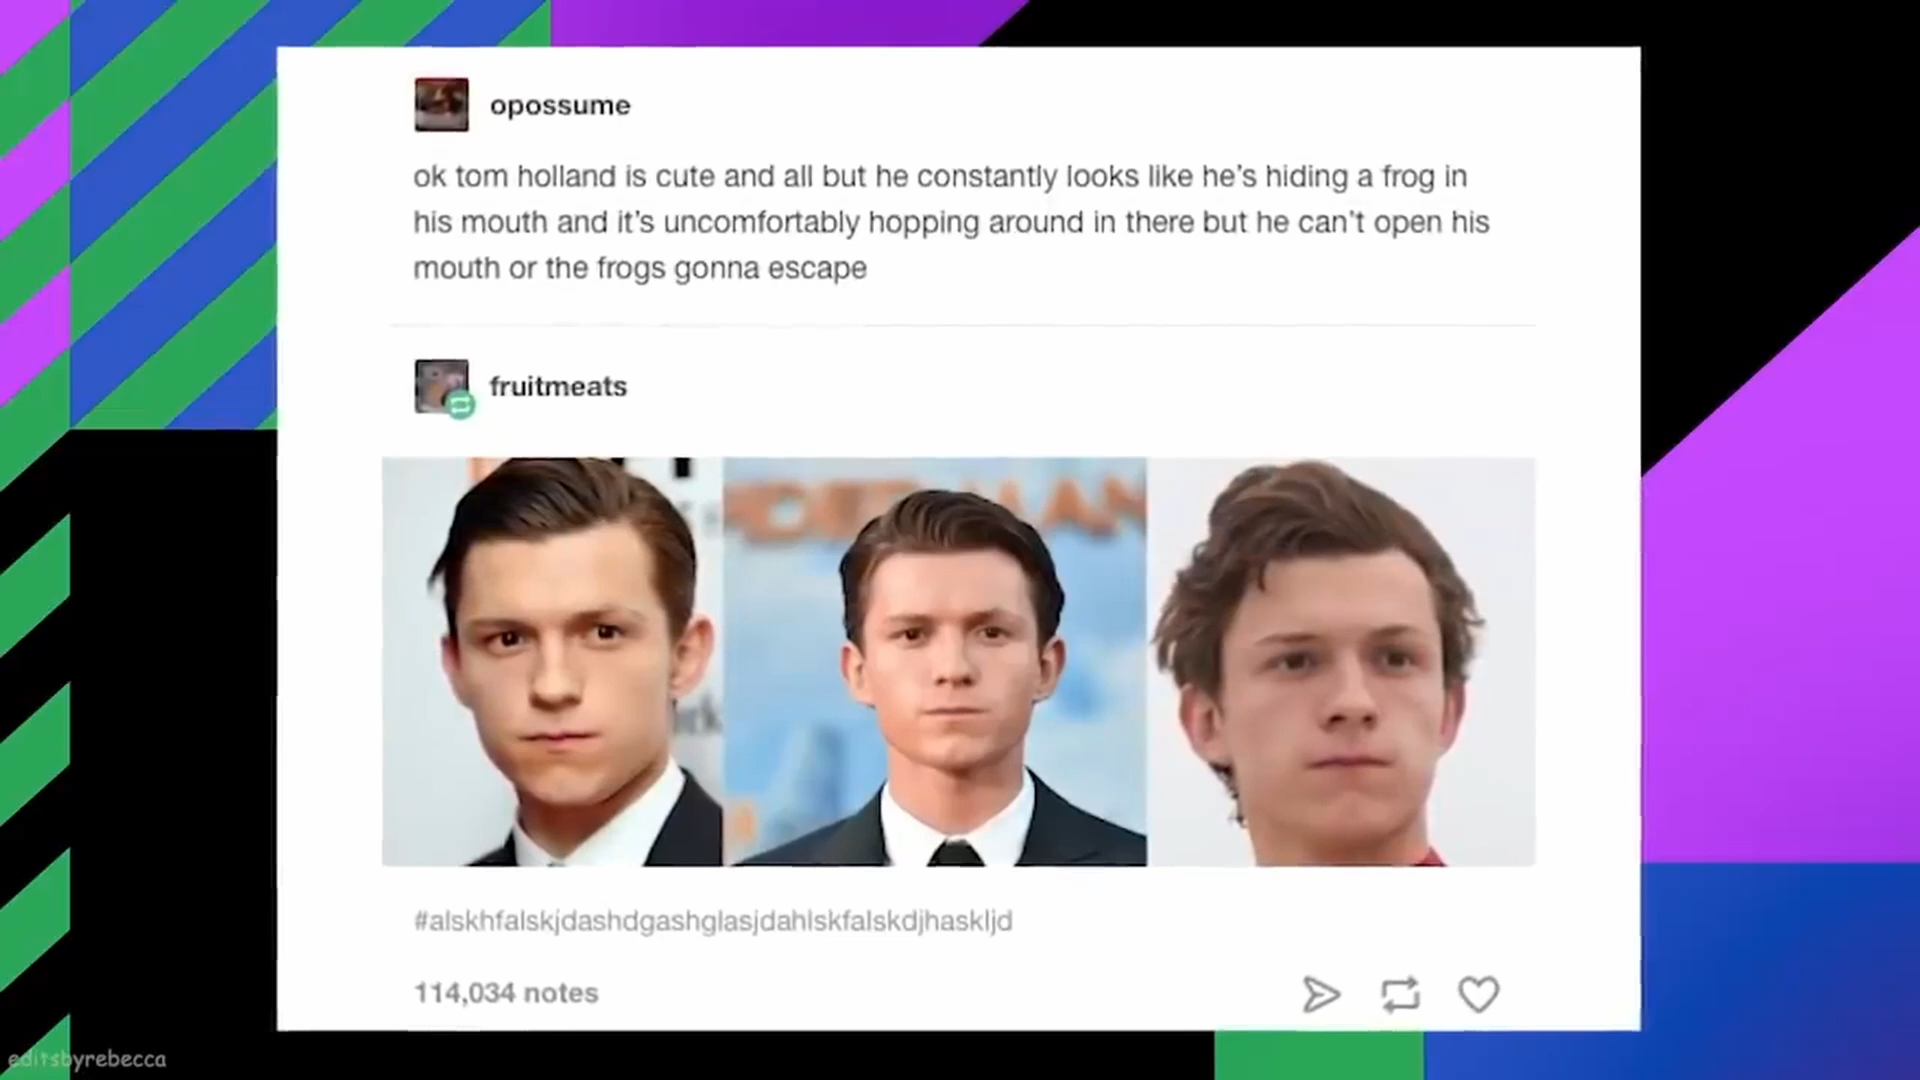 opossume
ok tom holland is cute and all but he constantly looks like he's hiding a frog in
his mouth and it's uncomfortably hopping around in there but he can't open his
mouth or the frogs gonna escape
fruitmeats
#alskhfalskjdashdgashglasjdahlskfalskdjhaskljd
114,034 notes
editsbyrebecca